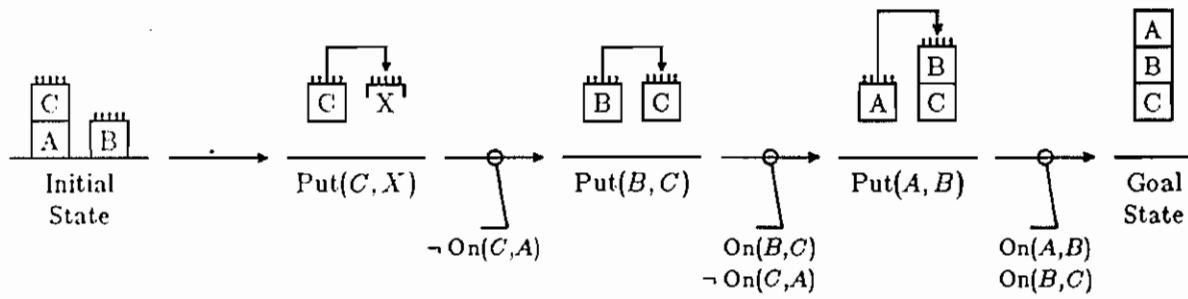 C
A
B
Initial
State
C
X
Put(C, X)
¬ On(C,A)
B
C
Put(B, C)
On(B,C)
¬ On(C,A)
A
B
C
Put(A, B)
On(A,B)
On(B,C)
A
B
C
Goal
State